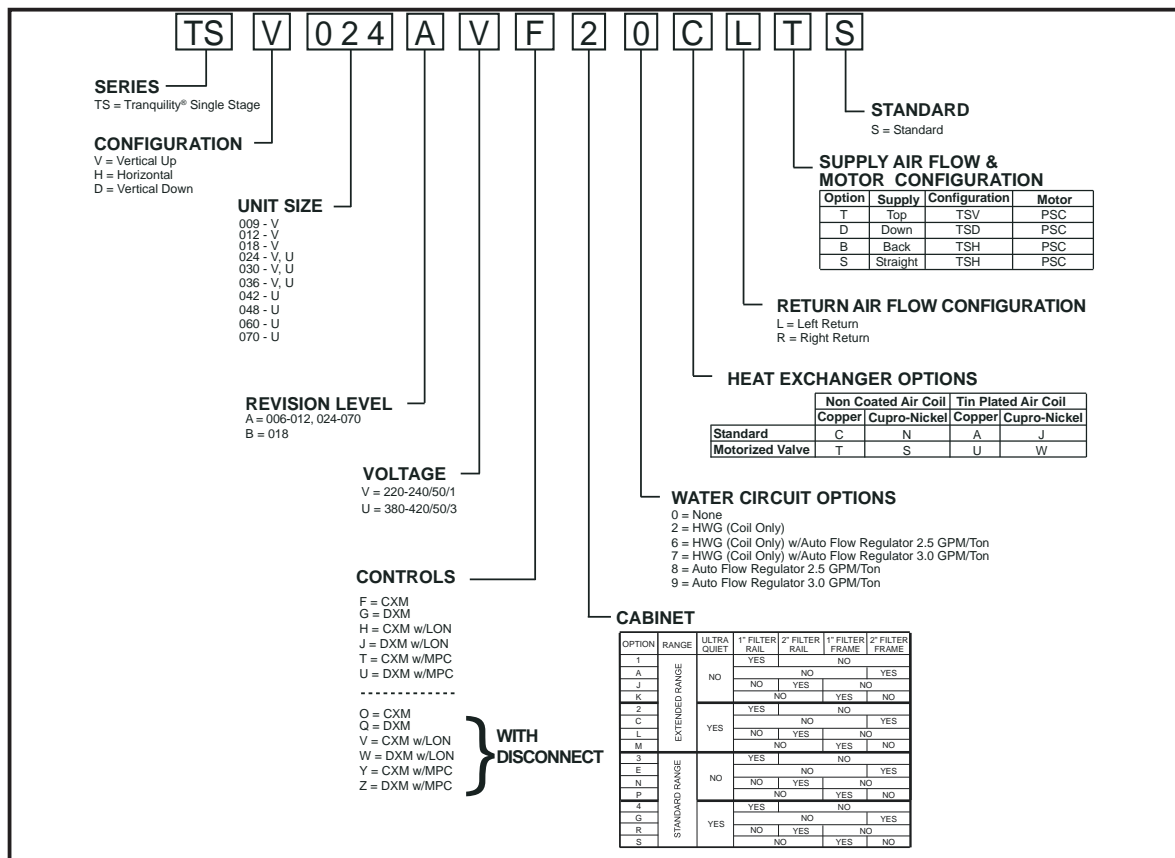 TS V 0 2 4 A V F 2 0 C L T S
SERIES
TS = Tranquility® Single Stage
CONFIGURATION
V = Vertical Up
H = Horizontal
D = Vertical Down
UNIT SIZE
009 - V
012 - V
018 - V
024 - V, U
030 - V, U
036 - V, U
042 - U
048 - U
060 - U
070 - U
REVISION LEVEL
A = 006-012, 024-070
B = 018
VOLTAGE
V = 220-240/50/1
U = 380-420/50/3
CONTROLS
F = CXM
G = DXM
H = CXM w/LON
J = DXM w/LON
T = CXM w/MPC
U = DXM w/MPC
O = CXM
Q = DXM
V = CXM w/LON
W = DXM w/LON
Y = CXM w/MPC
Z = DXM w/MPC
WITH
DISCONNECT
STANDARD
S = Standard
SUPPLY AIR FLOW &
MOTOR CONFIGURATION
Option Supply Configuration Motor
T Top TSV PSC
D Down TSD PSC
B Back TSH PSC
S Straight TSH PSC
RETURN AIR FLOW CONFIGURATION
L = Left Return
R = Right Return
HEAT EXCHANGER OPTIONS
Non Coated Air Coil Tin Plated Air Coil
Copper Cupro-Nickel Copper Cupro-Nickel
Standard C N A J
Motorized Valve T S U W
WATER CIRCUIT OPTIONS
0 = None
2 = HWG (Coil Only)
6 = HWG (Coil Only) w/Auto Flow Regulator 2.5 GPM/Ton
7 = HWG (Coil Only) w/Auto Flow Regulator 3.0 GPM/Ton
8 = Auto Flow Regulator 2.5 GPM/Ton
9 = Auto Flow Regulator 3.0 GPM/Ton
CABINET
OPTION RANGE ULTRA QUIET 1" FILTER RAIL 2" FILTER RAIL 1" FILTER FRAME 2" FILTER FRAME
1 EXTENDED RANGE NO YES NO
A NO YES
J NO YES NO
K NO YES NO
2 YES YES NO
C NO YES
L NO YES NO
M NO YES NO
3 STANDARD RANGE NO YES NO
E NO YES
N NO YES NO
P NO YES NO
4 YES YES NO
G NO YES
R NO YES NO
S NO YES NO